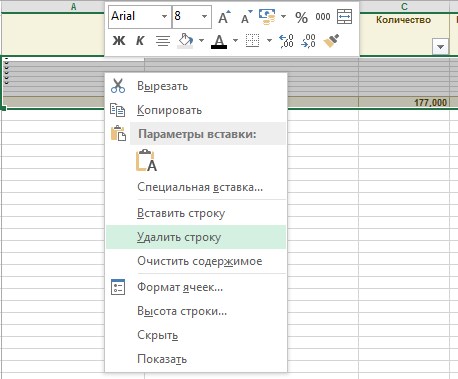 A
C
Arial 8 A A % 000
Количество
Ж К А ,00 ,0
Вырезать
Копировать
Параметры вставки:
A
177,000
Специальная вставка...
Вставить строку
Удалить строку
Очистить содержимое
Формат ячеек...
Высота строки...
Скрыть
Показать